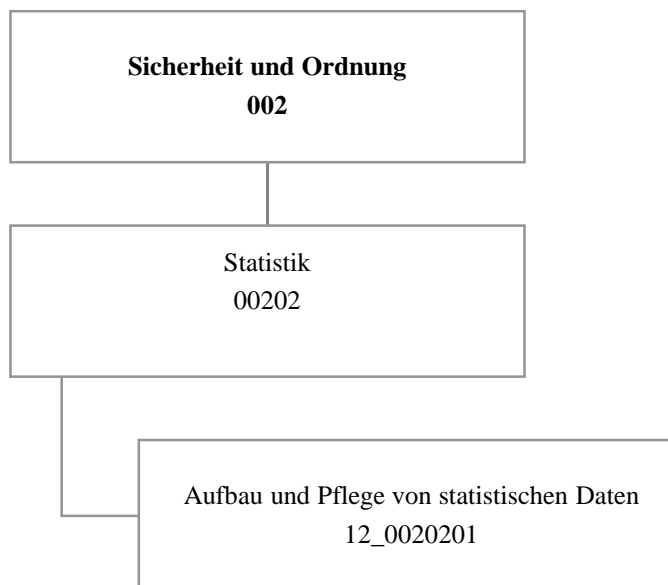 Sicherheit und Ordnung
002
Statistik
00202
Aufbau und Pflege von statistischen Daten
12_0020201